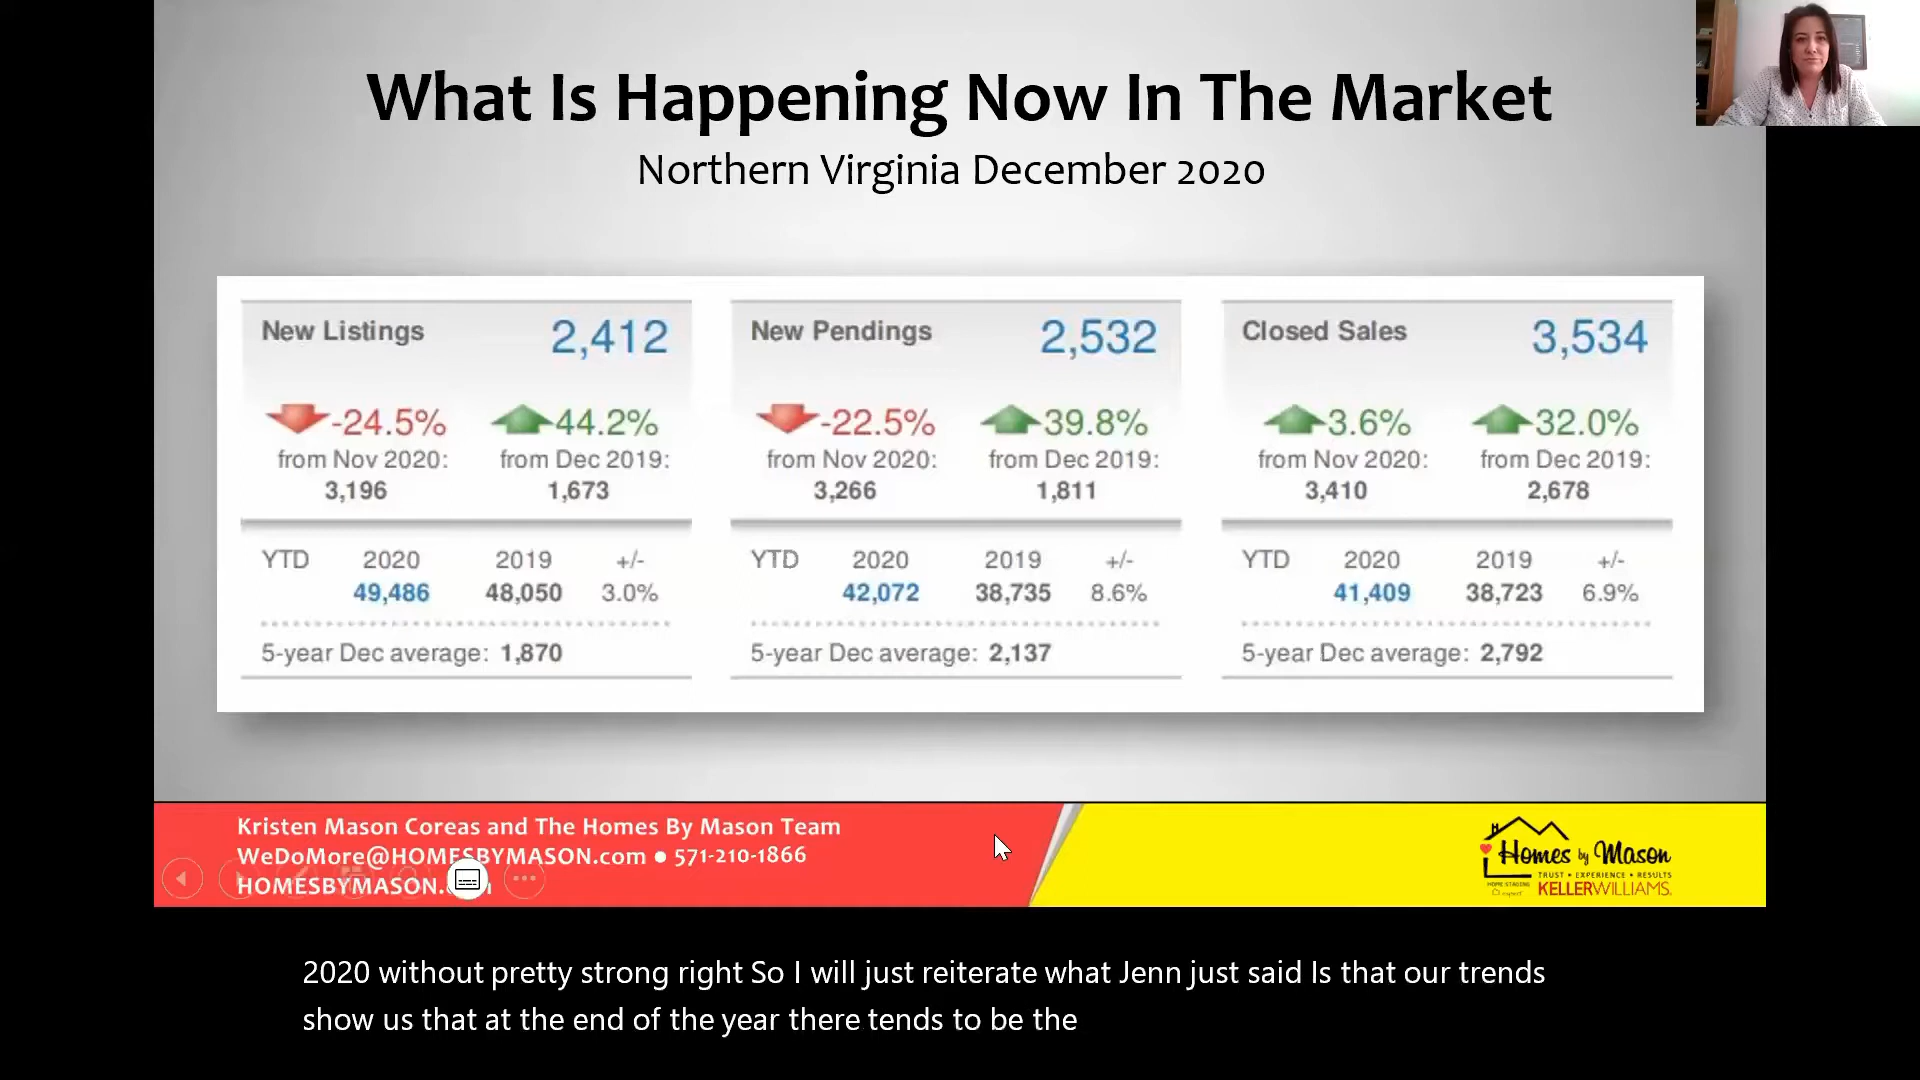 What Is Happening Now In The Market
Northern Virginia December 2020
New Listings 2,412
-24.5% 44.2%
from Nov 2020: from Dec 2019:
3,196 1,673
YTD 2020 2019 +/-
49,486 48,050 3.0%
5-year Dec average: 1,870
New Pendings 2,532
-22.5% 39.8%
from Nov 2020: from Dec 2019:
3,266 1,811
YTD 2020 2019 +/-
42,072 38,735 8.6%
5-year Dec average: 2,137
Closed Sales 3,534
3.6% 32.0%
from Nov 2020: from Dec 2019:
3,410 2,678
YTD 2020 2019 +/-
41,409 38,723 6.9%
5-year Dec average: 2,792
Kristen Mason Coreas and The Homes By Mason Team
WeDoMore@HOMESBYMASON.com ● 571-210-1866
HOMESBYMASON.
Homes by Mason
TRUST • EXPERIENCE • RESULTS
HOME STAGING
KELLERWILLIAMS.
2020 without pretty strong right So I will just reiterate what Jenn just said Is that our trends
show us that at the end of the year there tends to be the